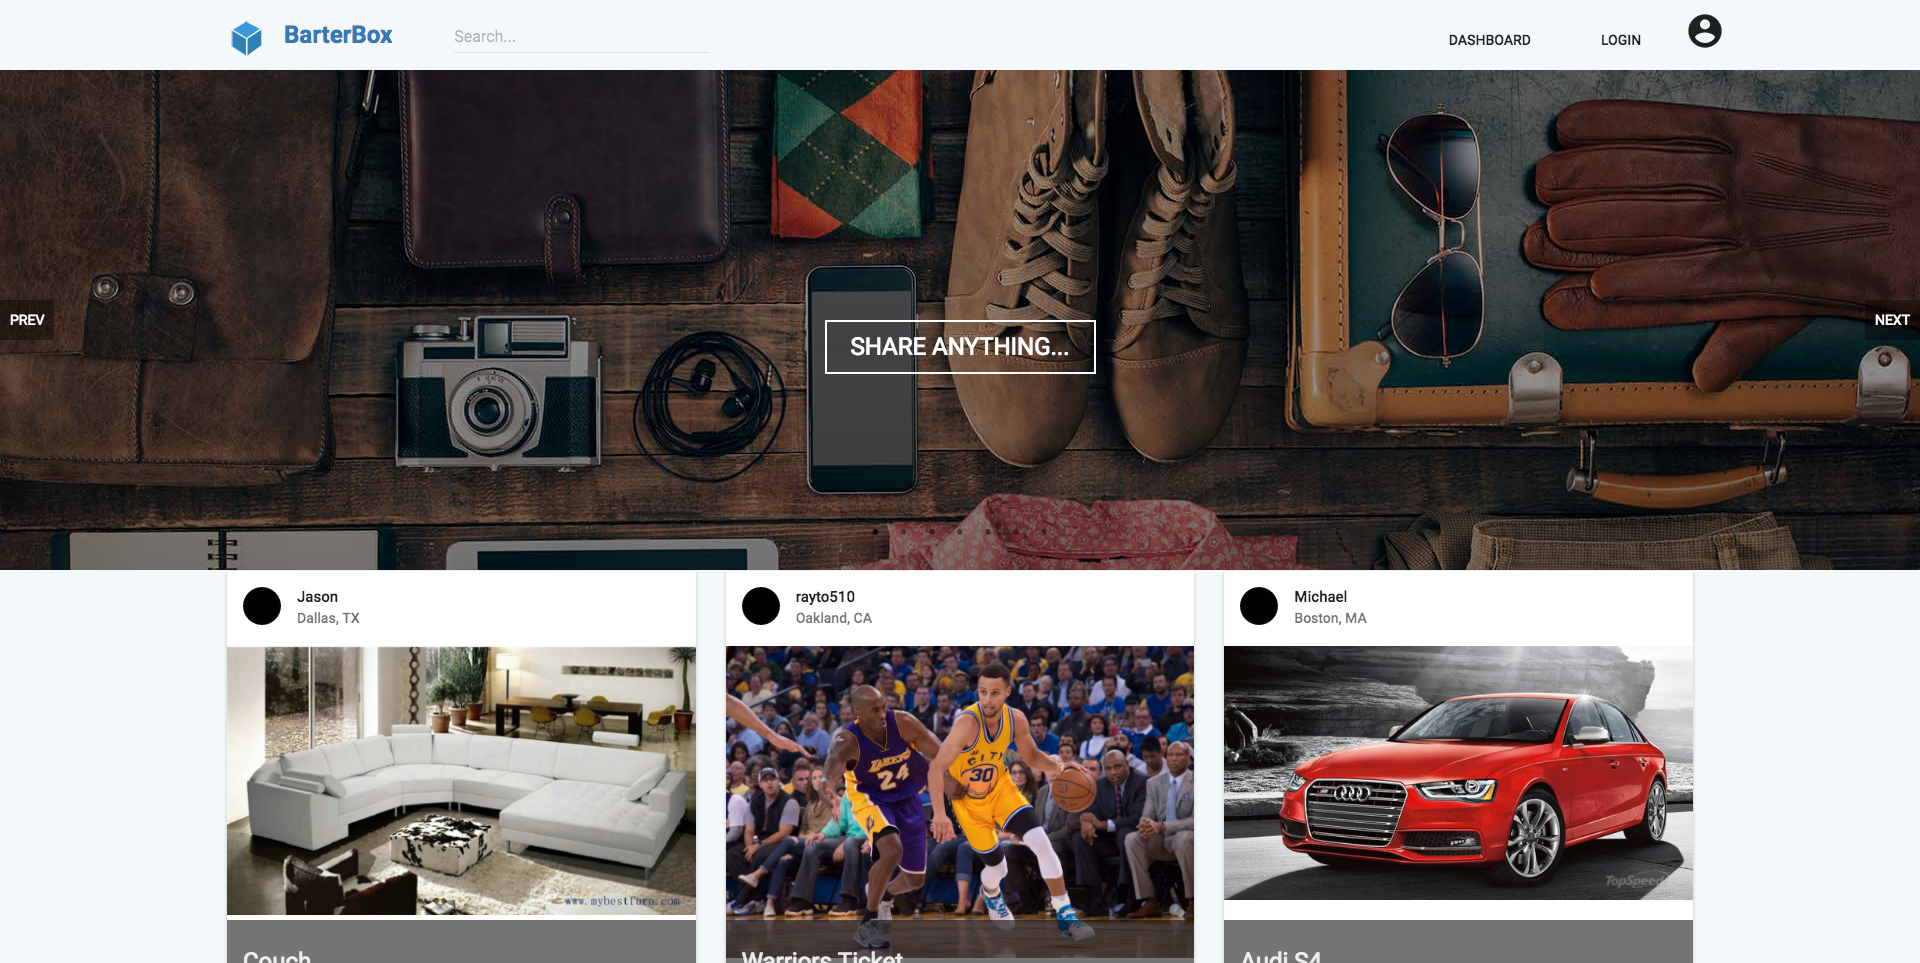 BarterBox
Search...
DASHBOARD
LOGIN
PREV
SHARE ANYTHING...
NEXT
Jason
Dallas, TX
rayto510
Oakland, CA
Michael
Boston, MA
LAKERS
24
CITY
30
www.mybestfurn.com
TopSpeed
Couch
Warriors Ticket
Audi S4